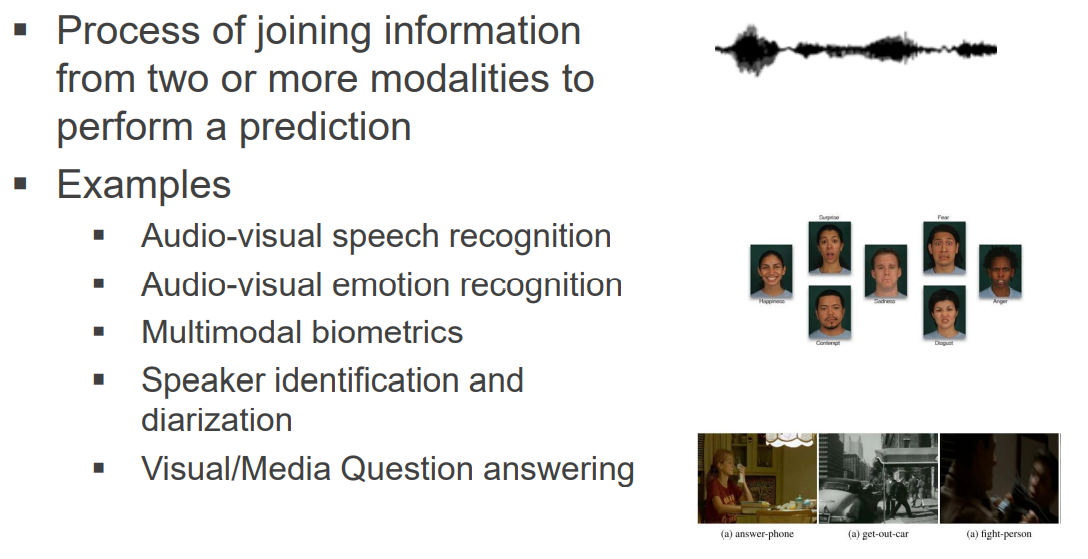 ▪ Process of joining information
from two or more modalities to
perform a prediction
▪ Examples
▪ Audio-visual speech recognition
▪ Audio-visual emotion recognition
▪ Multimodal biometrics
▪ Speaker identification and
diarization
▪ Visual/Media Question answering
Surprise
Fear
Happiness
Sadness
Anger
Contempt
Disgust
(a) answer-phone
(a) get-out-car
(a) fight-person